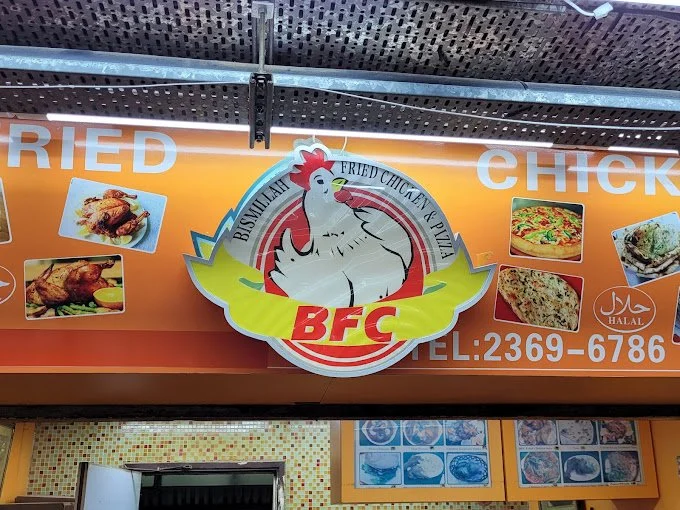 RIED
CHICK
BISMILLAH FRIED CHICKEN & PIZZA
BFC
حلال
HALAL
TEL:2369-6786